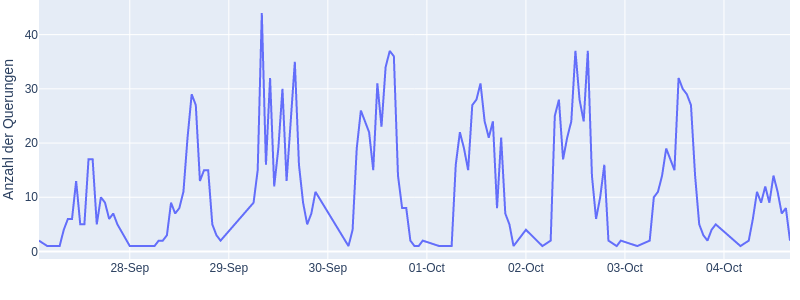 Anzahl der Querungen
40
30
20
10
0
28-Sep
29-Sep
30-Sep
01-Oct
02-Oct
03-Oct
04-Oct